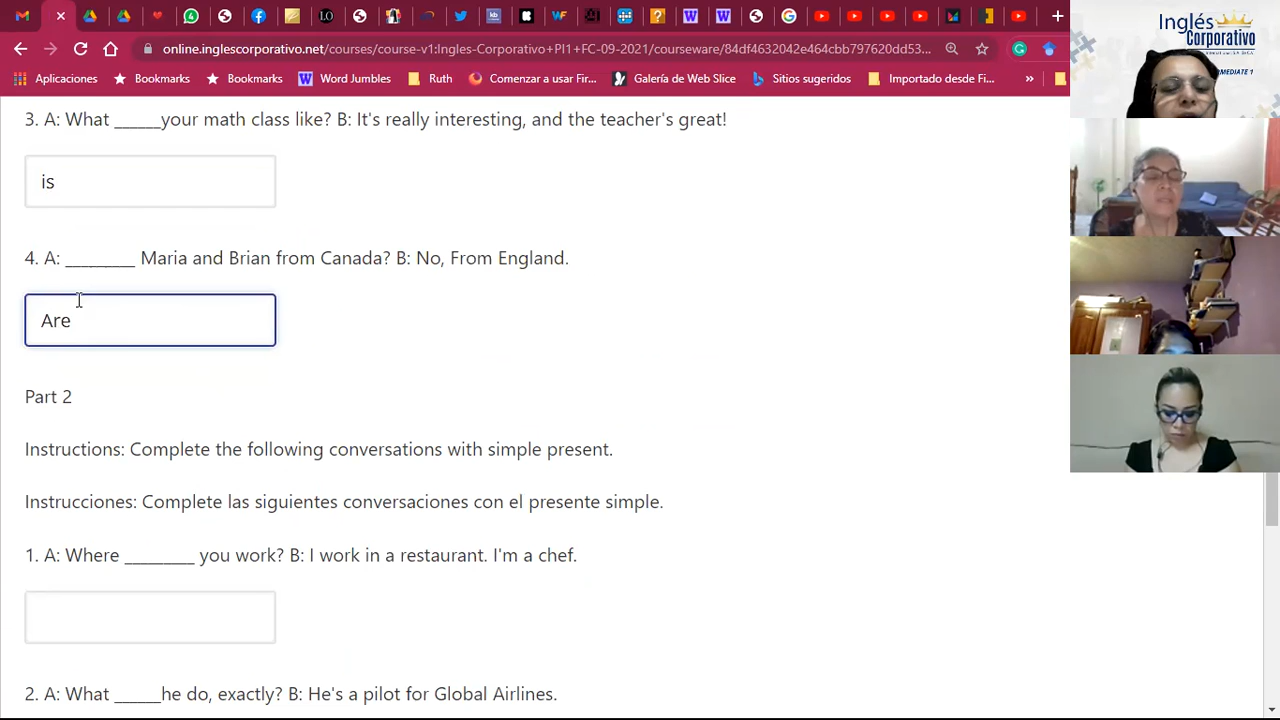 online.inglescorporativo.net/courses/course-v1:Ingles-Corporativo+PI1+FC-09-2021/courseware/84df4632042e464cbb797620dd53...
Aplicaciones Bookmarks Bookmarks Word Jumbles Ruth Comenzar a usar Fir... Galería de Web Slice Sitios sugeridos Importado desde Fi... »
Inglés
Corporativo
3. A: What ______your math class like? B: It's really interesting, and the teacher's great!
is
4. A: _________ Maria and Brian from Canada? B: No, From England.
Are
Part 2
Instructions: Complete the following conversations with simple present.
Instrucciones: Complete las siguientes conversaciones con el presente simple.
1. A: Where _________ you work? B: I work in a restaurant. I'm a chef.
2. A: What ______he do, exactly? B: He's a pilot for Global Airlines.